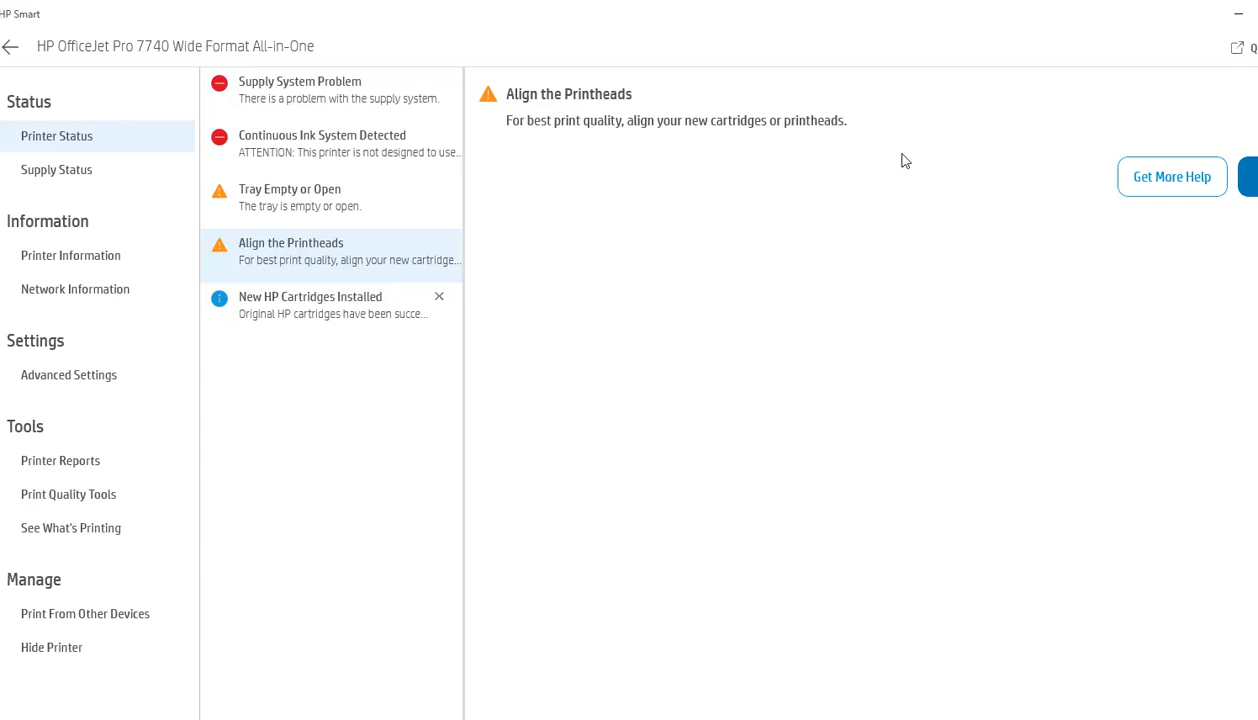 HP Smart
HP OfficeJet Pro 7740 Wide Format All-in-One
Status
Printer Status
Supply Status
Information
Printer Information
Network Information
Settings
Advanced Settings
Tools
Printer Reports
Print Quality Tools
See What's Printing
Manage
Print From Other Devices
Hide Printer
Supply System Problem
There is a problem with the supply system.
Continuous Ink System Detected
ATTENTION: This printer is not designed to use...
Tray Empty or Open
The tray is empty or open.
Align the Printheads
For best print quality, align your new cartridge...
New HP Cartridges Installed
Original HP cartridges have been succe...
Align the Printheads
For best print quality, align your new cartridges or printheads.
Get More Help